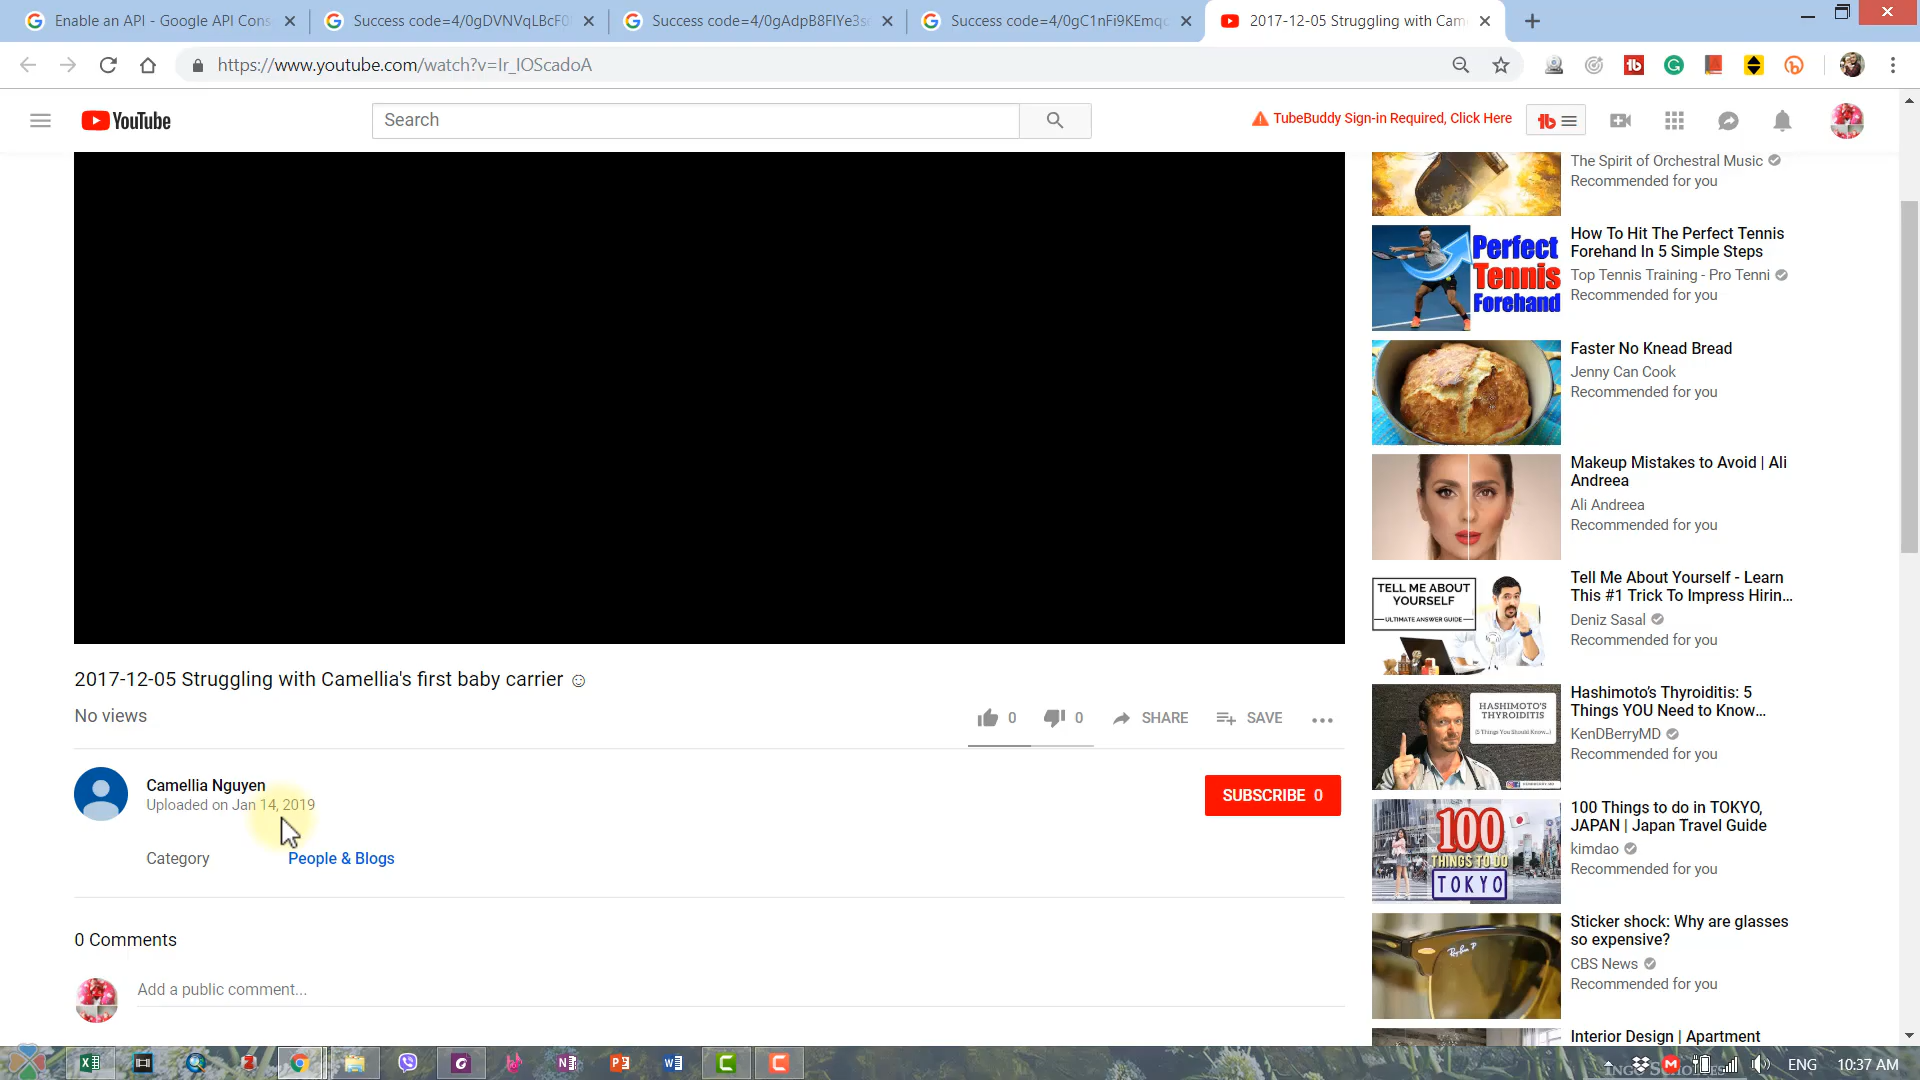 Enable an API - Google API Cons
Success code=4/0gDVNVqLBcF0
Success code=4/0gAdpB8FIYe3s
Success code=4/0gC1nFi9KEmq
2017-12-05 Struggling with Cam
https://www.youtube.com/watch?v=Ir_IOScadoA
YouTube
Search
TubeBuddy Sign-in Required, Click Here
The Spirit of Orchestral Music
Recommended for you
Perfect
Tennis
Forehand
How To Hit The Perfect Tennis
Forehand In 5 Simple Steps
Top Tennis Training - Pro Tenni
Recommended for you
Faster No Knead Bread
Jenny Can Cook
Recommended for you
Makeup Mistakes to Avoid | Ali
Andreea
Ali Andreea
Recommended for you
TELL ME ABOUT
YOURSELF
ULTIMATE ANSWER GUIDE
Tell Me About Yourself - Learn
This #1 Trick To Impress Hirin...
Deniz Sasal
Recommended for you
2017-12-05 Struggling with Camellia's first baby carrier ☺
No views
0
0
SHARE
SAVE
HASHIMOTO'S
THYROIDITIS
(5 Things You Should Know...)
Hashimoto's Thyroiditis: 5
Things YOU Need to Know...
KenDBerryMD
Recommended for you
Camellia Nguyen
Uploaded on Jan 14, 2019
SUBSCRIBE 0
Category
People & Blogs
100
THINGS TO DO
TOKYO
100 Things to do in TOKYO,
JAPAN | Japan Travel Guide
kimdao
Recommended for you
0 Comments
Add a public comment...
Ray-Ban P
Sticker shock: Why are glasses
so expensive?
CBS News
Recommended for you
Interior Design | Apartment
ENG
10:37 AM